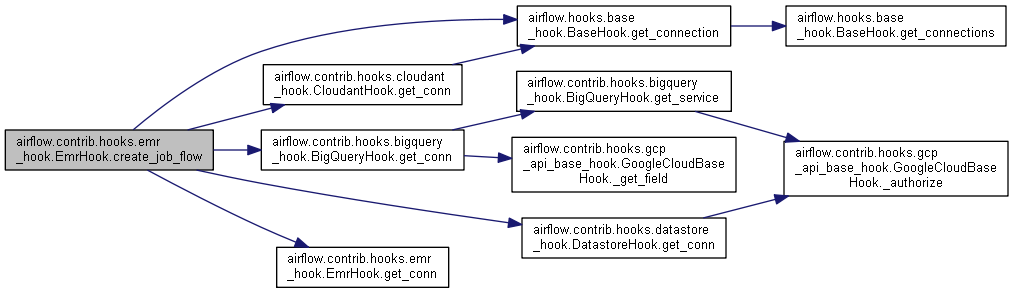 airflow.contrib.hooks.emr
_hook.EmrHook.create_job_flow
airflow.hooks.base
_hook.BaseHook.get_connection
airflow.hooks.base
_hook.BaseHook.get_connections
airflow.contrib.hooks.cloudant
_hook.CloudantHook.get_conn
airflow.contrib.hooks.bigquery
_hook.BigQueryHook.get_conn
airflow.contrib.hooks.bigquery
_hook.BigQueryHook.get_service
airflow.contrib.hooks.gcp
_api_base_hook.GoogleCloudBase
Hook._get_field
airflow.contrib.hooks.gcp
_api_base_hook.GoogleCloudBase
Hook._authorize
airflow.contrib.hooks.datastore
_hook.DatastoreHook.get_conn
airflow.contrib.hooks.emr
_hook.EmrHook.get_conn